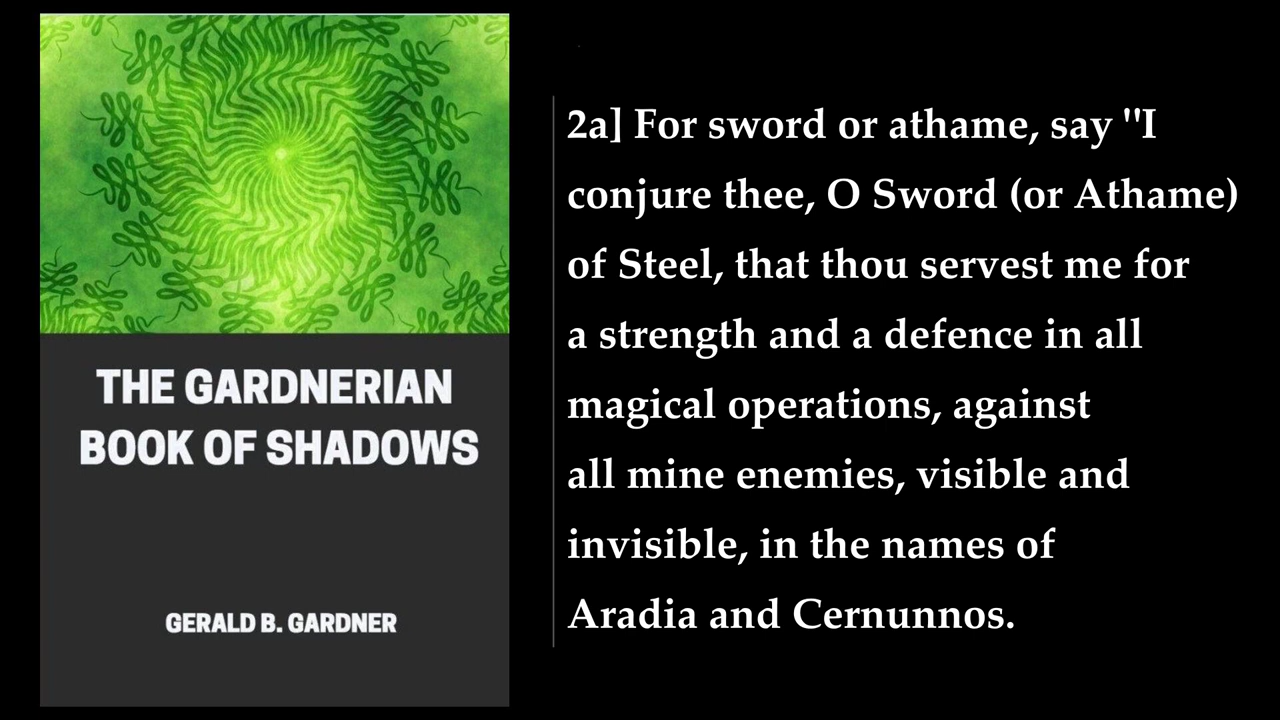 THE GARDNERIAN
BOOK OF SHADOWS
GERALD B. GARDNER
2a] For sword or athame, say "I
conjure thee, O Sword (or Athame)
of Steel, that thou servest me for
a strength and a defence in all
magical operations, against
all mine enemies, visible and
invisible, in the names of
Aradia and Cernunnos.